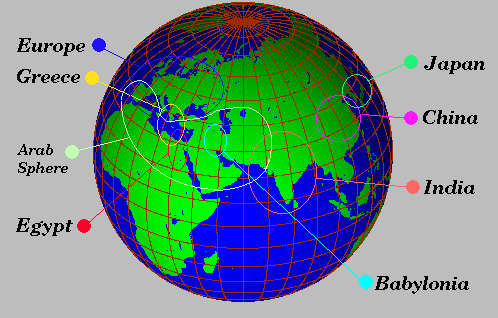 Europe
Greece
Arab
Sphere
Egypt
Japan
China
India
Babylonia